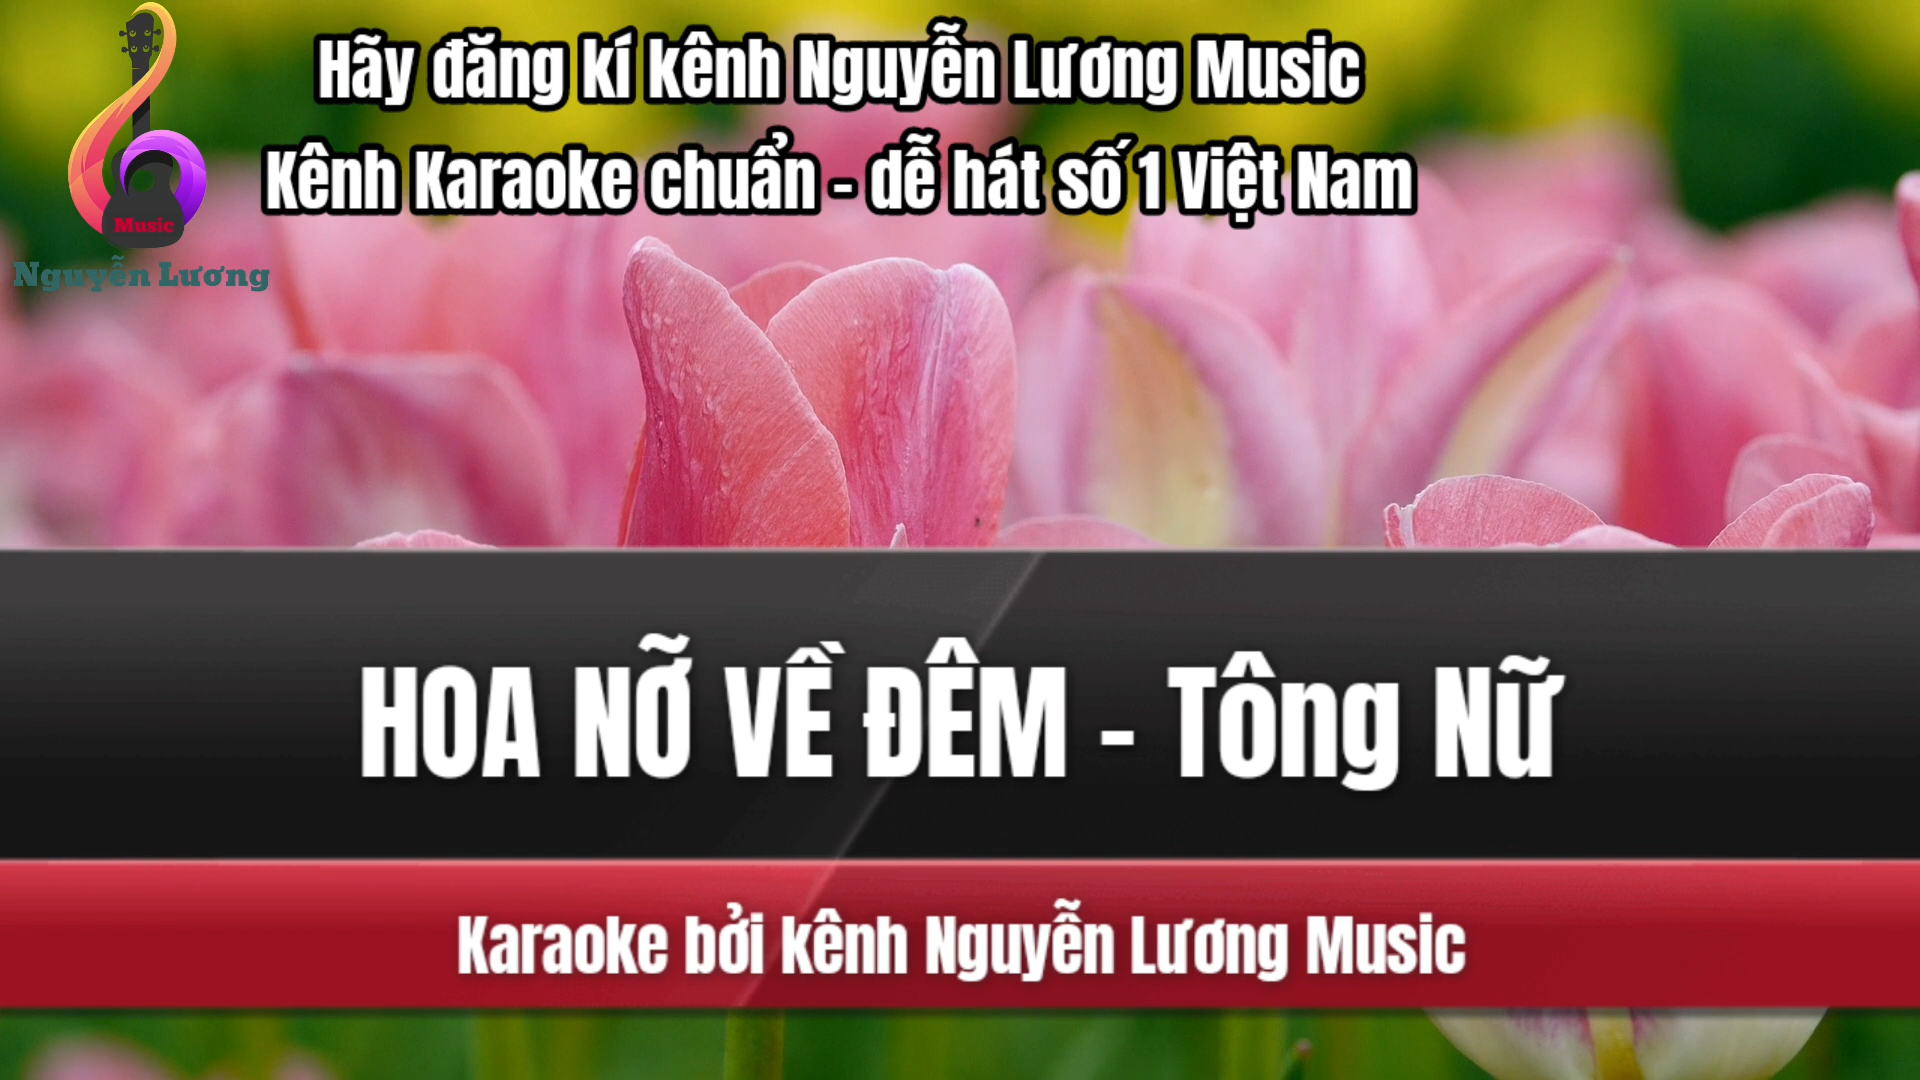 Hãy đăng kí kênh Nguyễn Lương Music
Kênh Karaoke chuẩn - dễ hát số 1 Việt Nam
Music
Nguyễn Lương
HOA NỠ VỀ ĐÊM - Tông Nữ
Karaoke bởi kênh Nguyễn Lương Music